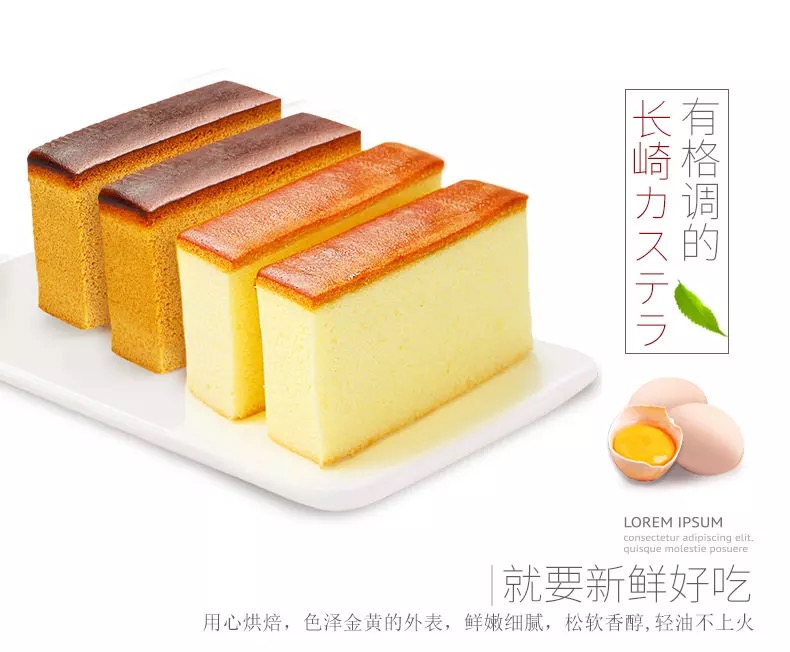 有格调的
长崎カステラ
LOREM IPSUM
consectetur adipiscing elit.
quisque molestie posuere
就要新鲜好吃
用心烘焙，色泽金黄的外表，鲜嫩细腻，松软香醇,轻油不上火